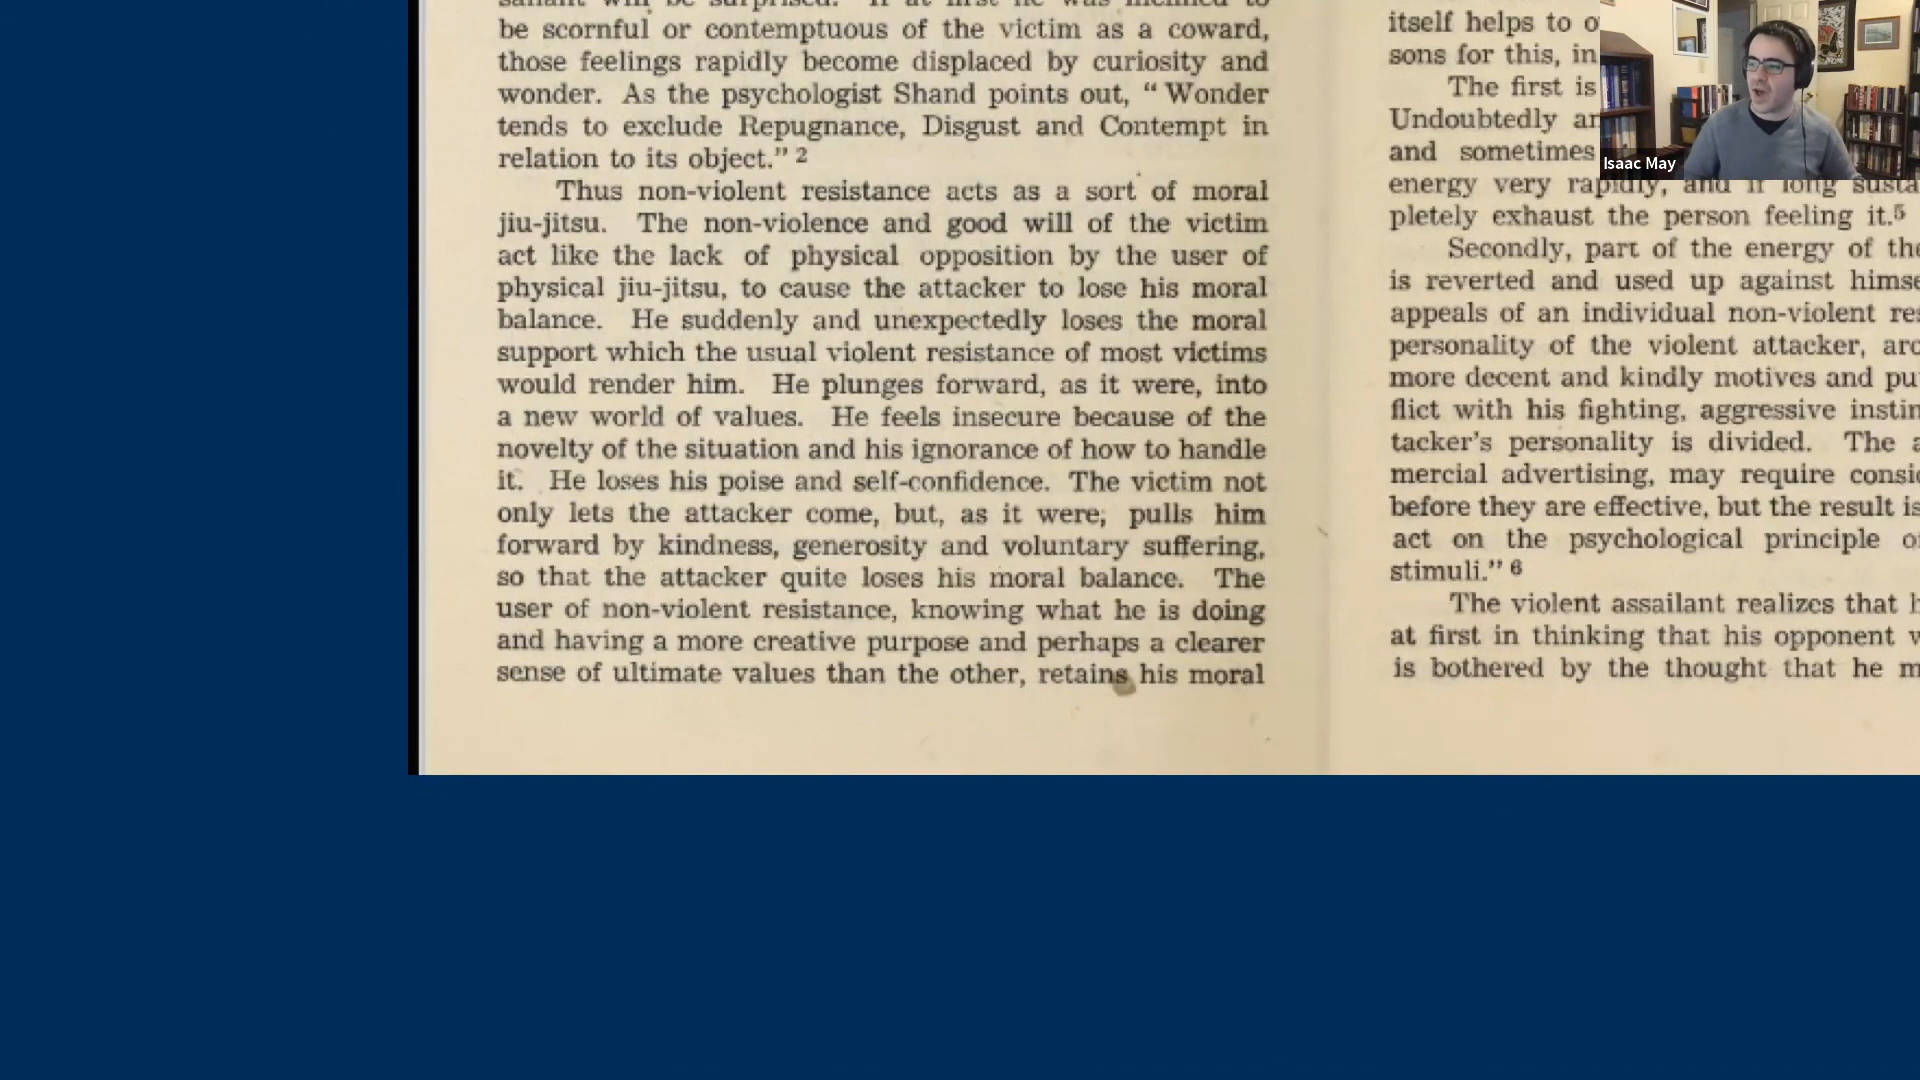 be scornful or contemptuous of the victim as a coward,
those feelings rapidly become displaced by curiosity and
wonder. As the psychologist Shand points out, “ Wonder
tends to exclude Repugnance, Disgust and Contempt in
relation to its object.” 2
Thus non-violent resistance acts as a sort of moral
jiu-jitsu. The non-violence and good will of the victim
act like the lack of physical opposition by the user of
physical jiu-jitsu, to cause the attacker to lose his moral
balance. He suddenly and unexpectedly loses the moral
support which the usual violent resistance of most victims
would render him. He plunges forward, as it were, into
a new world of values. He feels insecure because of the
novelty of the situation and his ignorance of how to handle
it. He loses his poise and self-confidence. The victim not
only lets the attacker come, but, as it were, pulls him
forward by kindness, generosity and voluntary suffering,
so that the attacker quite loses his moral balance. The
user of non-violent resistance, knowing what he is doing
and having a more creative purpose and perhaps a clearer
sense of ultimate values than the other, retains his moral
itself helps to
sons for this, in
The first is
Undoubtedly
and sometimes
energy very rapidly, and if long
pletely exhaust the person feeling it.5
Secondly, part of the energy of
is reverted and used up against
appeals of an individual non-violent
personality of the violent attacker,
more decent and kindly motives and
flict with his fighting, aggressive
tacker’s personality is divided. The
mercial advertising, may require
before they are effective, but the result is
act on the psychological principle
stimuli.” 6
The violent assailant realizes that
at first in thinking that his opponent
is bothered by the thought that he
Isaac May